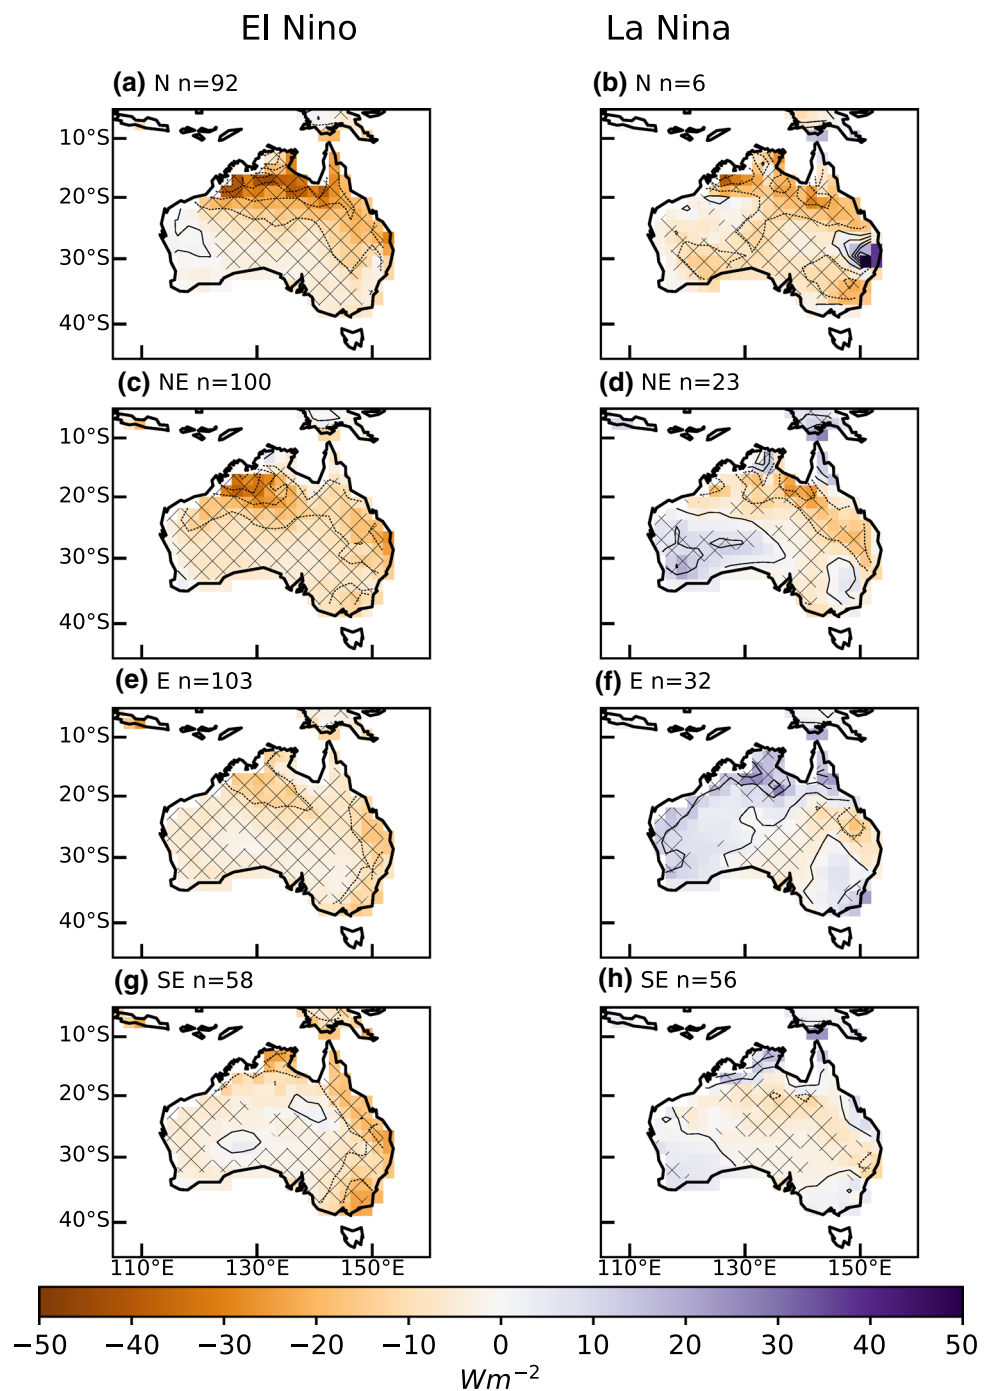 El Nino La Nina
(a) N n=92 (b) N n=6
10°S
20°S
30°S
40°S
(c) NE n=100 (d) NE n=23
10°S
20°S
30°S
40°S
(e) E n=103 (f) E n=32
10°S
20°S
30°S
40°S
(g) SE n=58 (h) SE n=56
10°S
20°S
30°S
40°S
110°E 130°E 150°E 110°E 130°E 150°E
−50 −40 −30 −20 −10 0 10 20 30 40 50
Wm⁻²